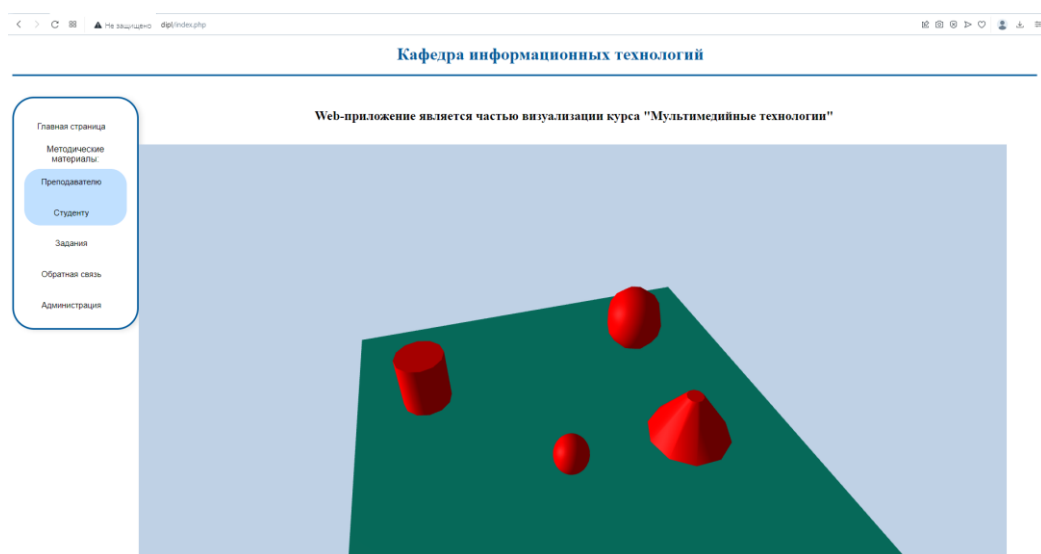 Не защищено dipl/index.php
Кафедра информационных технологий
Web-приложение является частью визуализации курса "Мультимедийные технологии"
Главная страница
Методические
материалы:
Преподавателю
Студенту
Задания
Обратная связь
Администрация